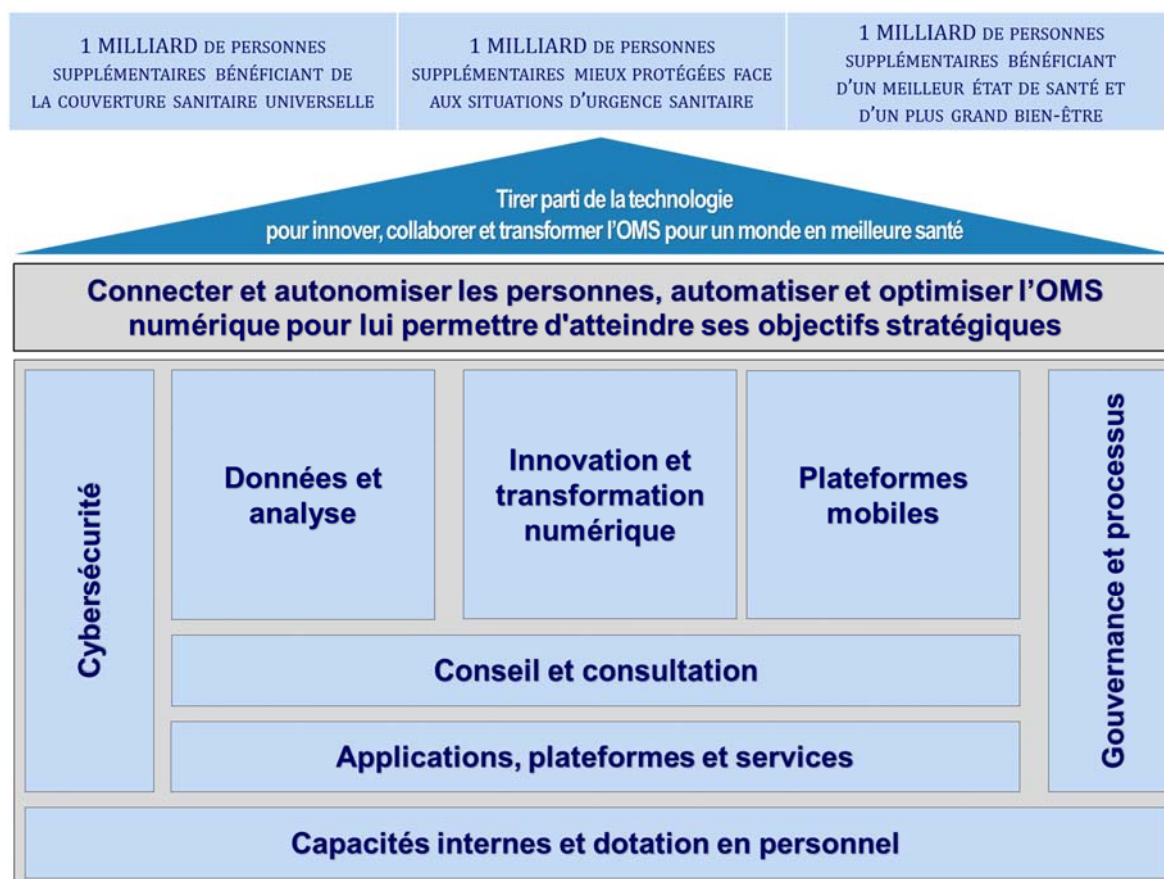 1 MILLIARD DE PERSONNES
SUPPLÉMENTAIRES BÉNÉFICIANT DE
LA COUVERTURE SANITAIRE UNIVERSELLE
1 MILLIARD DE PERSONNES
SUPPLÉMENTAIRES MIEUX PROTÉGÉES FACE
AUX SITUATIONS D'URGENCE SANITAIRE
1 MILLIARD DE PERSONNES
SUPPLÉMENTAIRES BÉNÉFICIANT
D'UN MEILLEUR ÉTAT DE SANTÉ ET
D'UN PLUS GRAND BIEN-ÊTRE
Tirer parti de la technologie
pour innover, collaborer et transformer l'OMS pour un monde en meilleure santé
Connecter et autonomiser les personnes, automatiser et optimiser l'OMS
numérique pour lui permettre d'atteindre ses objectifs stratégiques
Cybersécurité
Données et
analyse
Innovation et
transformation
numérique
Plateformes
mobiles
Gouvernance et processus
Conseil et consultation
Applications, plateformes et services
Capacités internes et dotation en personnel